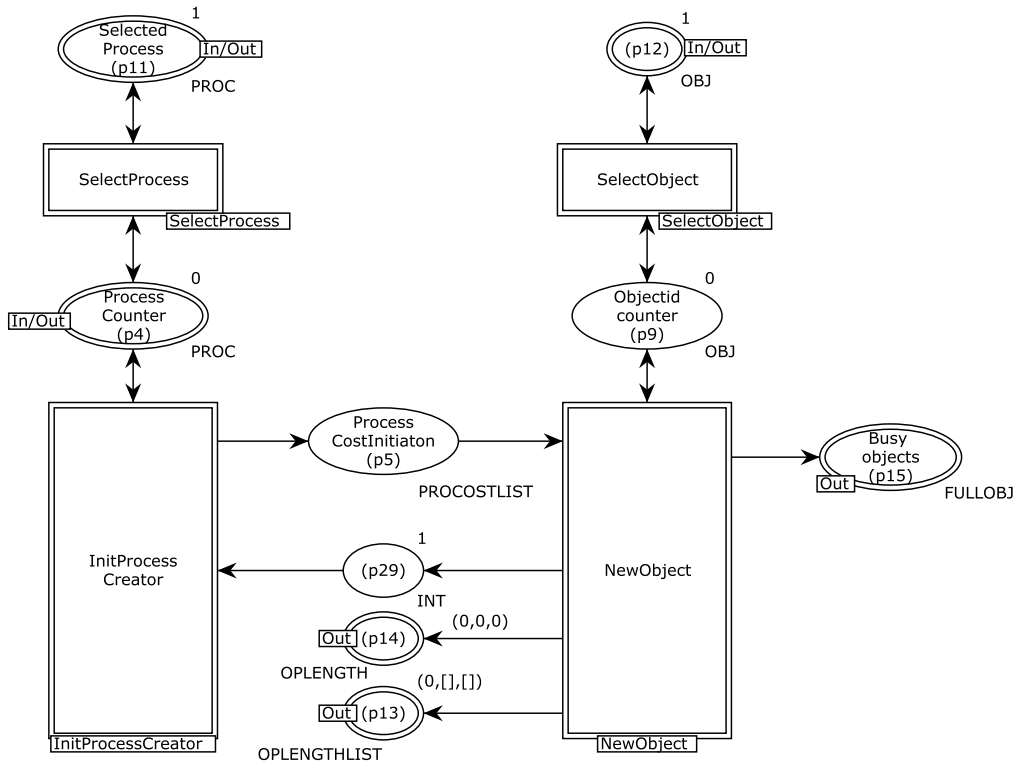 1
1
Selected
Process
(p11)
In/Out
PROC
(p12)
In/Out
OBJ
SelectProcess
SelectProcess
SelectObject
SelectObject
0
0
Process
Counter
(p4)
In/Out
PROC
Objectid
counter
(p9)
OBJ
Process
CostInitiaton
(p5)
PROCOSTLIST
Busy
objects
(p15)
Out
FULLOBJ
InitProcess
Creator
1
(p29)
INT
NewObject
(0,0,0)
Out
(p14)
OPLENGTH
(0,[],[])
Out
(p13)
OPLENGTHLIST
InitProcessCreator
NewObject